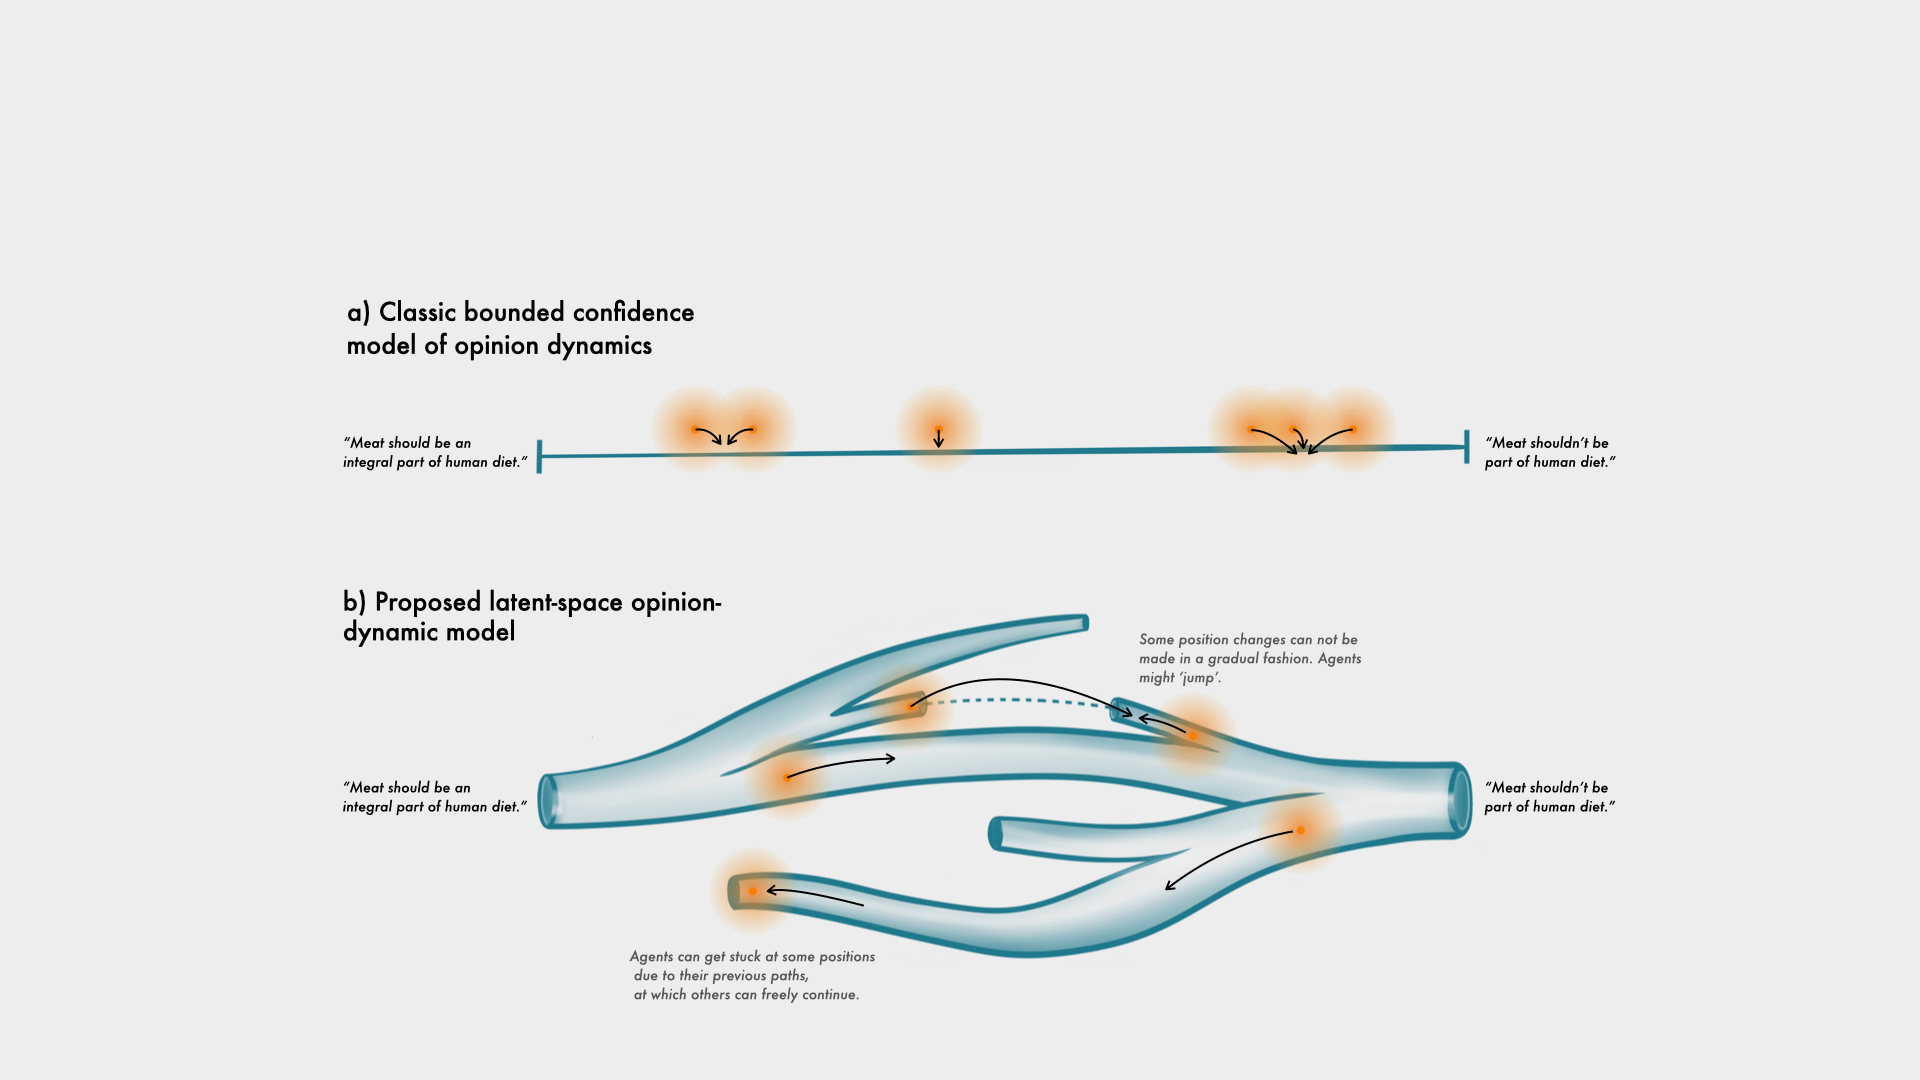 a) Classic bounded confidence
model of opinion dynamics
“Meat should be an
integral part of human diet.”
“Meat shouldn’t be
part of human diet.”
b) Proposed latent-space opinion-
dynamic model
Some position changes can not be
made in a gradual fashion. Agents
might ‘jump’.
“Meat should be an
integral part of human diet.”
“Meat shouldn’t be
part of human diet.”
Agents can get stuck at some positions
due to their previous paths,
at which others can freely continue.